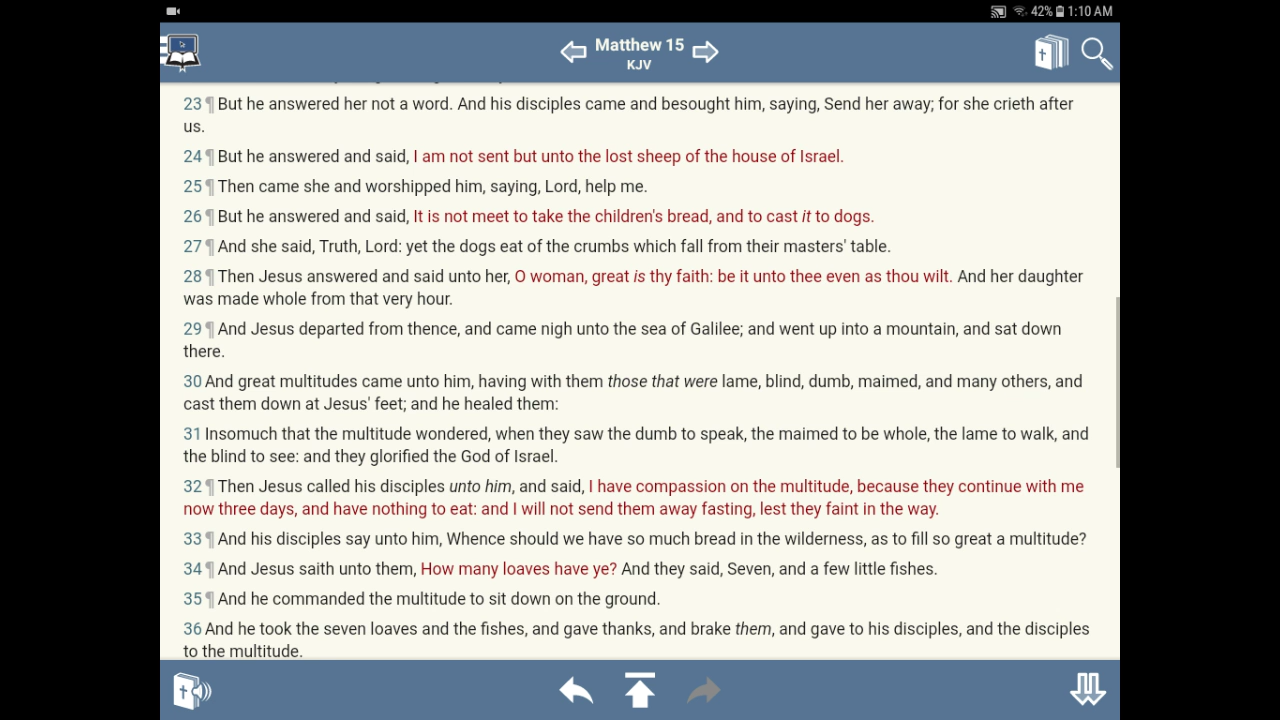 42% 1:10 AM
Matthew 15
KJV
23 ¶ But he answered her not a word. And his disciples came and besought him, saying, Send her away; for she crieth after
us.
24 ¶ But he answered and said, I am not sent but unto the lost sheep of the house of Israel.
25 ¶ Then came she and worshipped him, saying, Lord, help me.
26 ¶ But he answered and said, It is not meet to take the children's bread, and to cast it to dogs.
27 ¶ And she said, Truth, Lord: yet the dogs eat of the crumbs which fall from their masters' table.
28 ¶ Then Jesus answered and said unto her, O woman, great is thy faith: be it unto thee even as thou wilt. And her daughter
was made whole from that very hour.
29 ¶ And Jesus departed from thence, and came nigh unto the sea of Galilee; and went up into a mountain, and sat down
there.
30 And great multitudes came unto him, having with them those that were lame, blind, dumb, maimed, and many others, and
cast them down at Jesus' feet; and he healed them:
31 Insomuch that the multitude wondered, when they saw the dumb to speak, the maimed to be whole, the lame to walk, and
the blind to see: and they glorified the God of Israel.
32 ¶ Then Jesus called his disciples unto him, and said, I have compassion on the multitude, because they continue with me
now three days, and have nothing to eat: and I will not send them away fasting, lest they faint in the way.
33 ¶ And his disciples say unto him, Whence should we have so much bread in the wilderness, as to fill so great a multitude?
34 ¶ And Jesus saith unto them, How many loaves have ye? And they said, Seven, and a few little fishes.
35 ¶ And he commanded the multitude to sit down on the ground.
36 And he took the seven loaves and the fishes, and gave thanks, and brake them, and gave to his disciples, and the disciples
to the multitude.